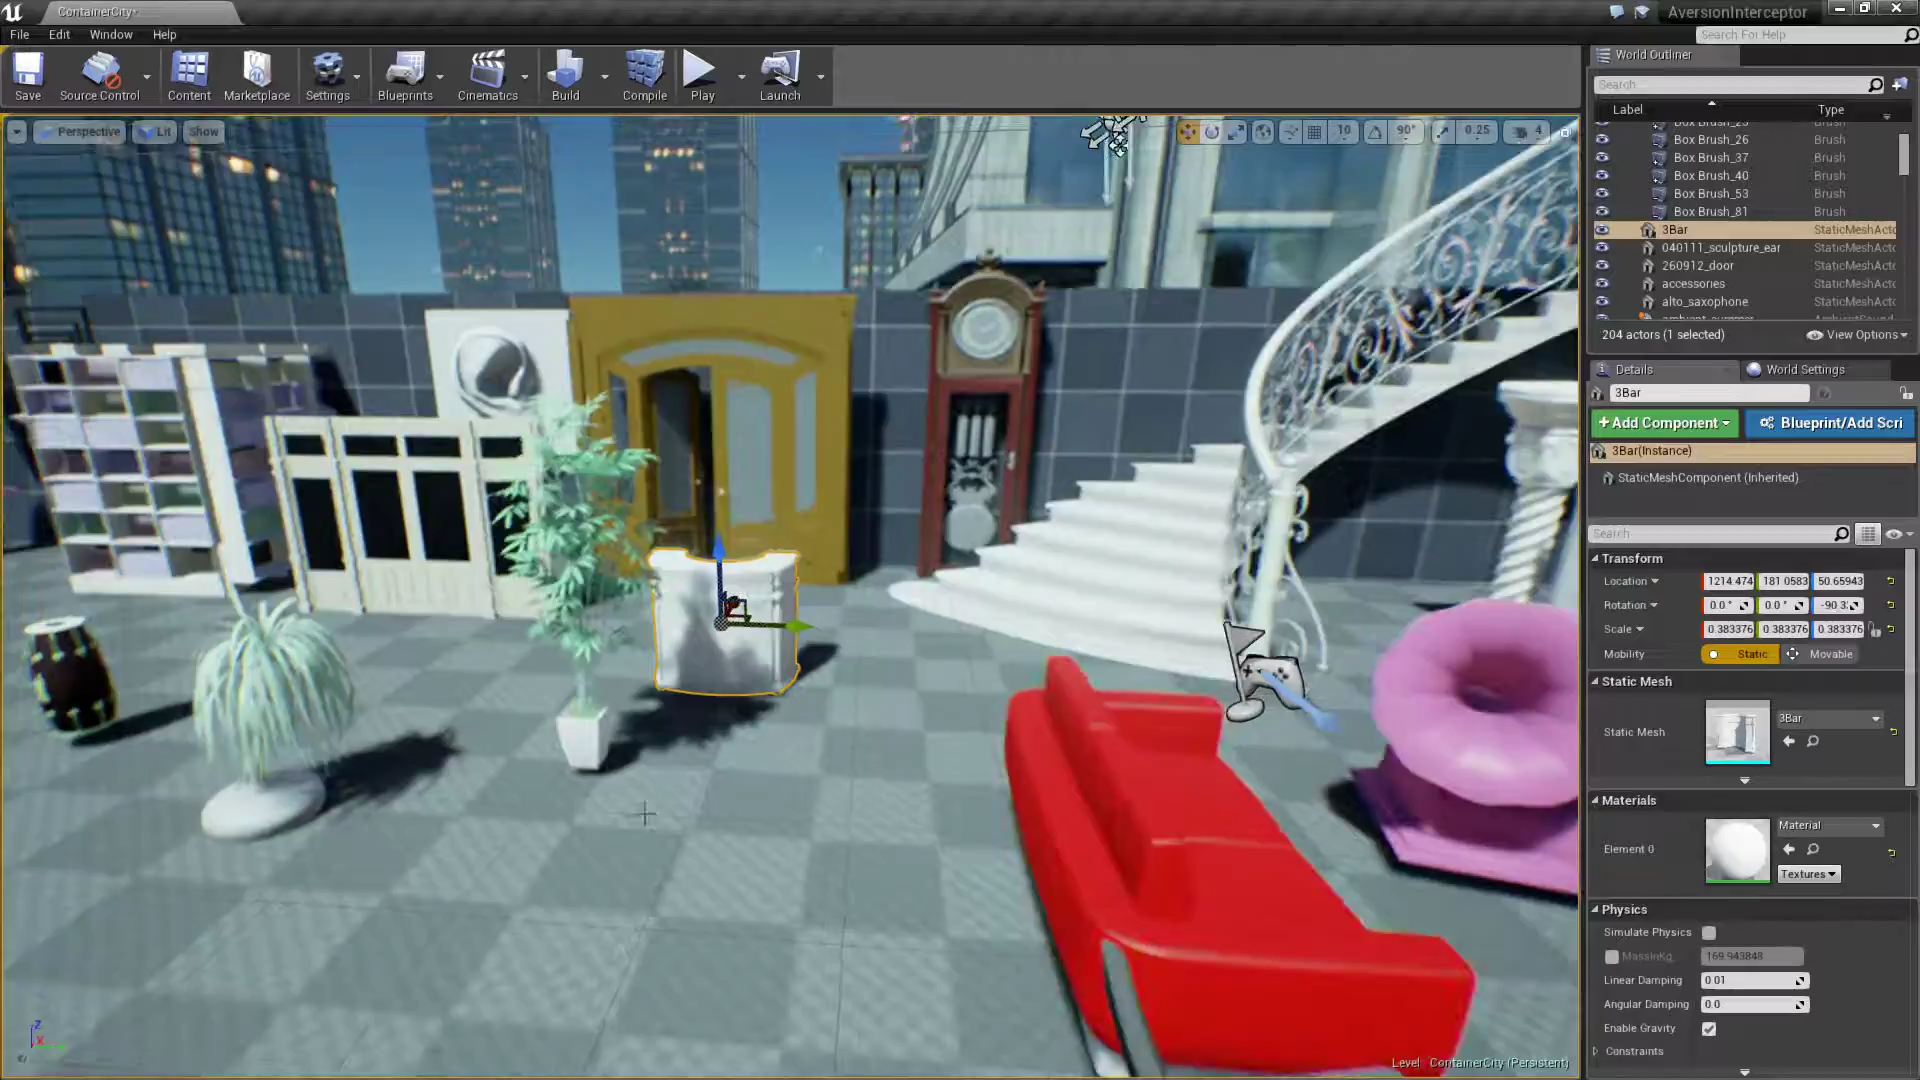 ContainerCity*
AversionInterceptor
File Edit Window Help
Search For Help
Save Source Control Content Marketplace Settings Blueprints Cinematics Build Compile Play Launch
World Outliner
Search...
Label Type
Perspective Lit Show
10 90° 0.25 4
Box Brush_26 Brush
Box Brush_37 Brush
Box Brush_40 Brush
Box Brush_53 Brush
Box Brush_81 Brush
3Bar StaticMeshActo
040111_sculpture_ear StaticMeshActo
260912_door StaticMeshActo
accessories StaticMeshActo
alto_saxophone StaticMeshActo
204 actors (1 selected) View Options
Details World Settings
3Bar
+Add Component Blueprint/Add Scri
3Bar(Instance)
StaticMeshComponent (Inherited)
Search
Transform
Location 1214.474 181.0583 50.65943
Rotation 0.0° 0.0°
Scale 0.383376 0.383376 0.383376
Mobility Static Movable
Static Mesh
3Bar
Static Mesh
Materials
Material
Element 0
Textures
Physics
Simulate Physics
MassInKg 169.943848
Linear Damping 0.01
Angular Damping 0.0
Enable Gravity
Constraints
Level: ContainerCity (Persistent)
Z
X